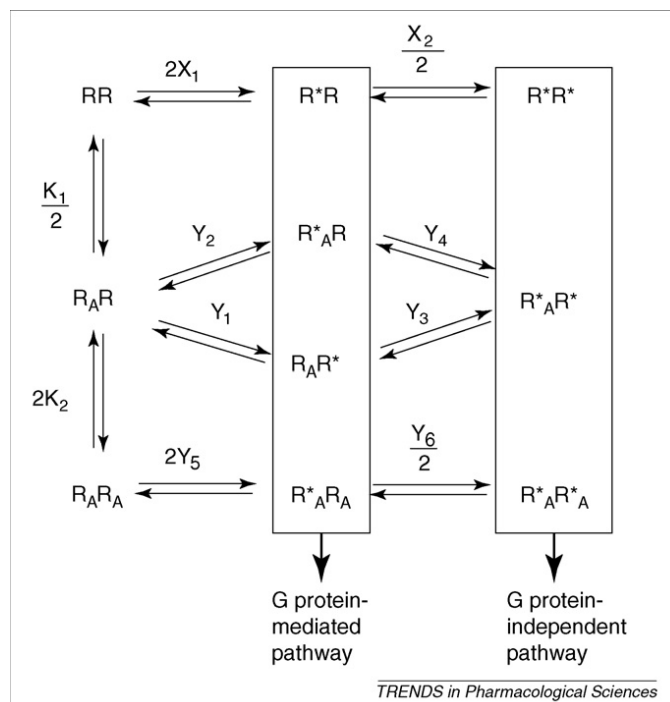 2X₁
X₂/2
RR
R*R
R*R*
K₁/2
Y₂
R*ₐR
Y₄
RₐR
R*ₐR*
Y₁
Y₃
RₐR*
2K₂
2Y₅
Y₆/2
RₐRₐ
R*ₐRₐ
R*ₐR*ₐ
G protein-
mediated
pathway
G protein-
independent
pathway
TRENDS in Pharmacological Sciences